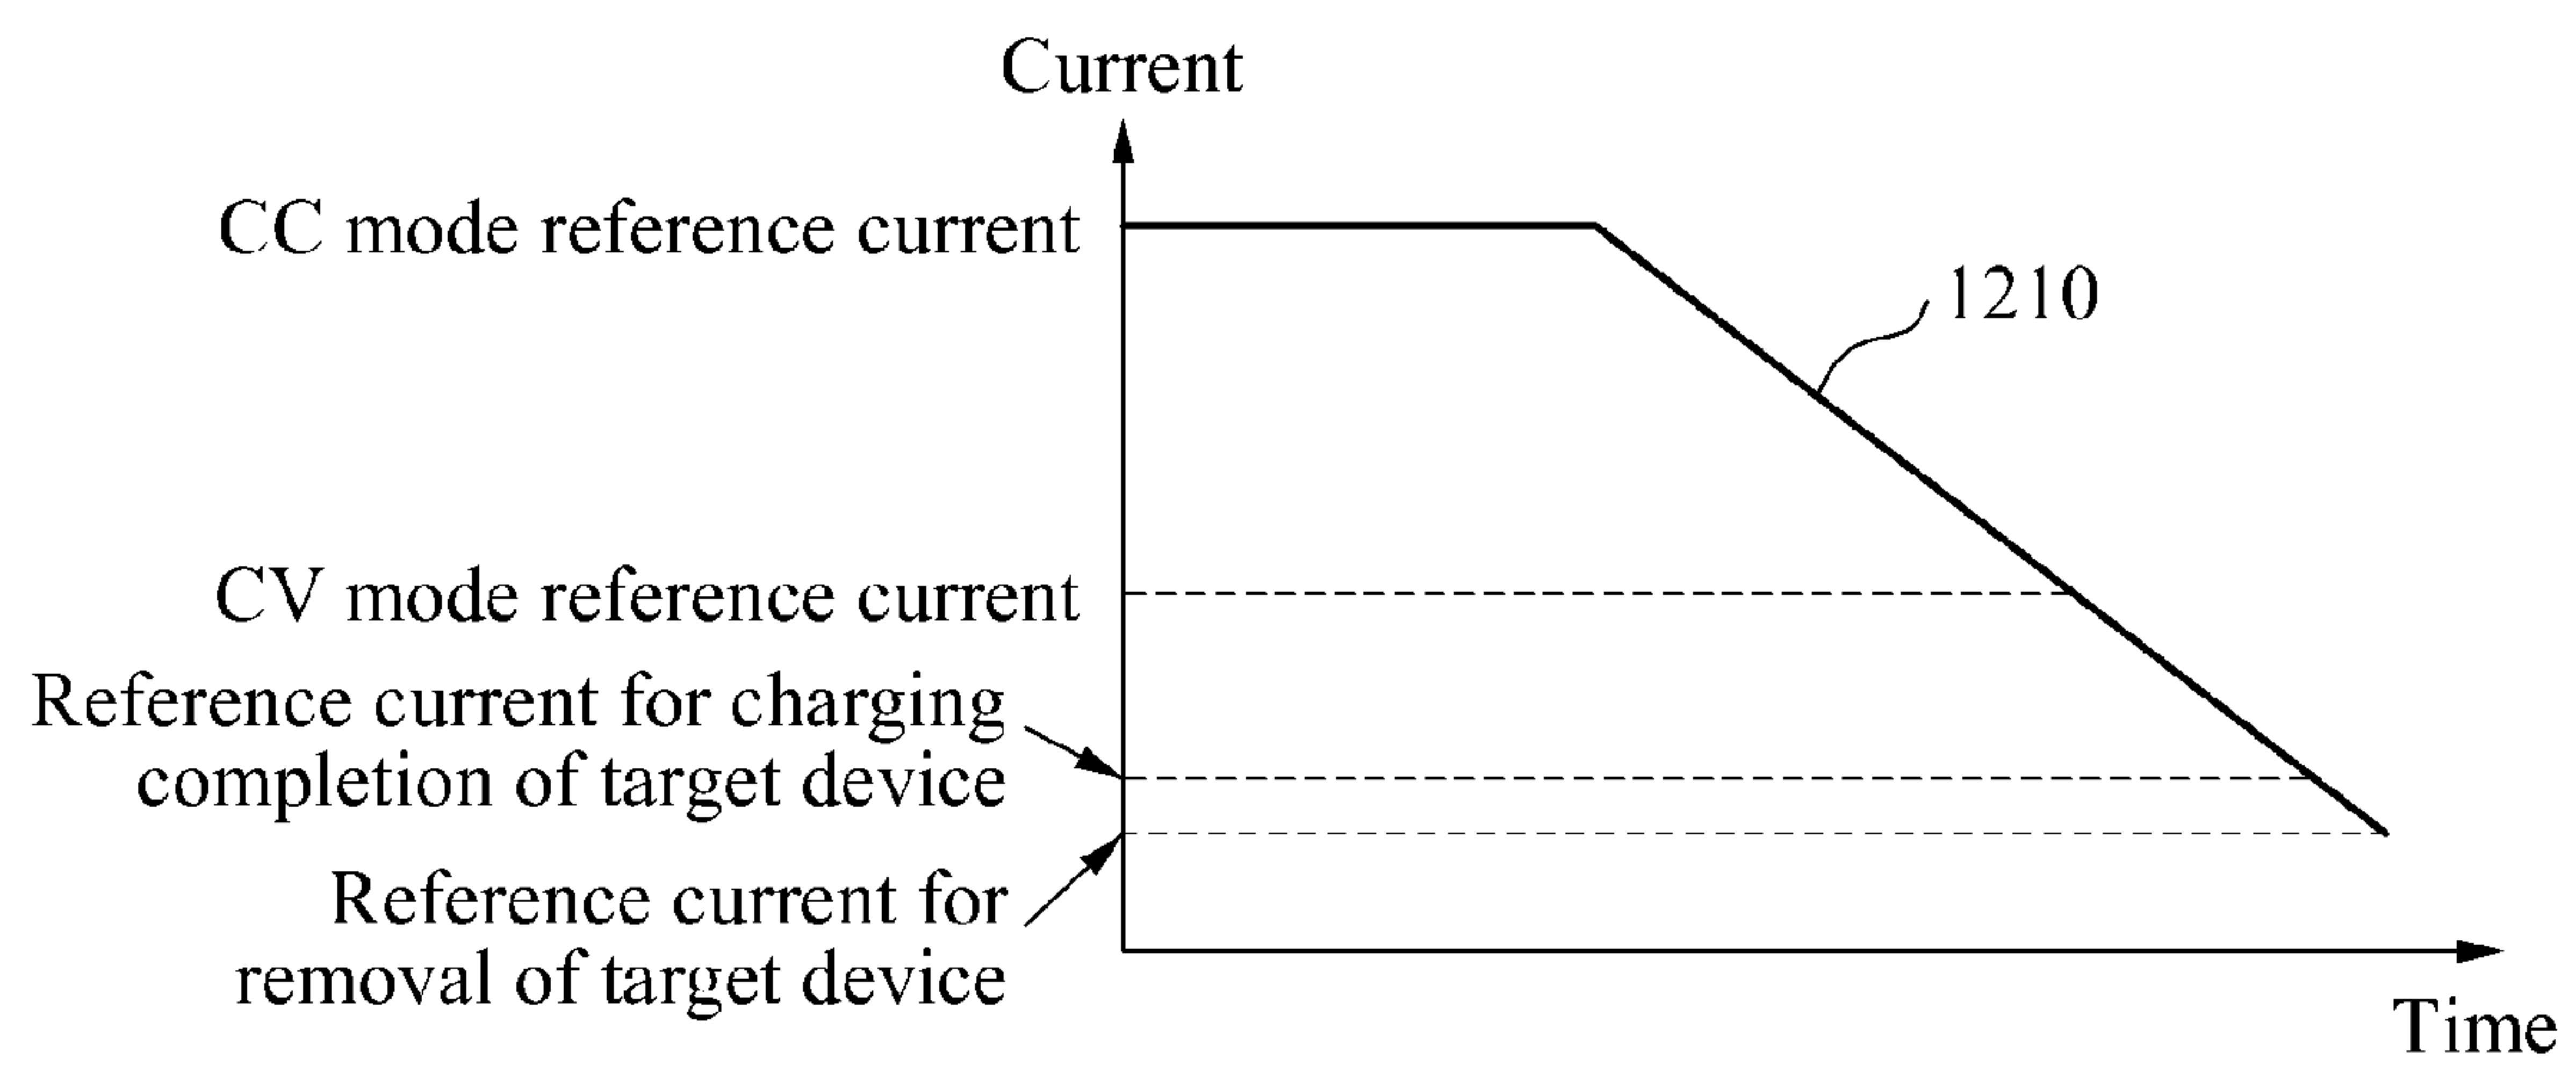 Current
CC mode reference current
1210
CV mode reference current
Reference current for charging
completion of target device
Reference current for
removal of target device
Time